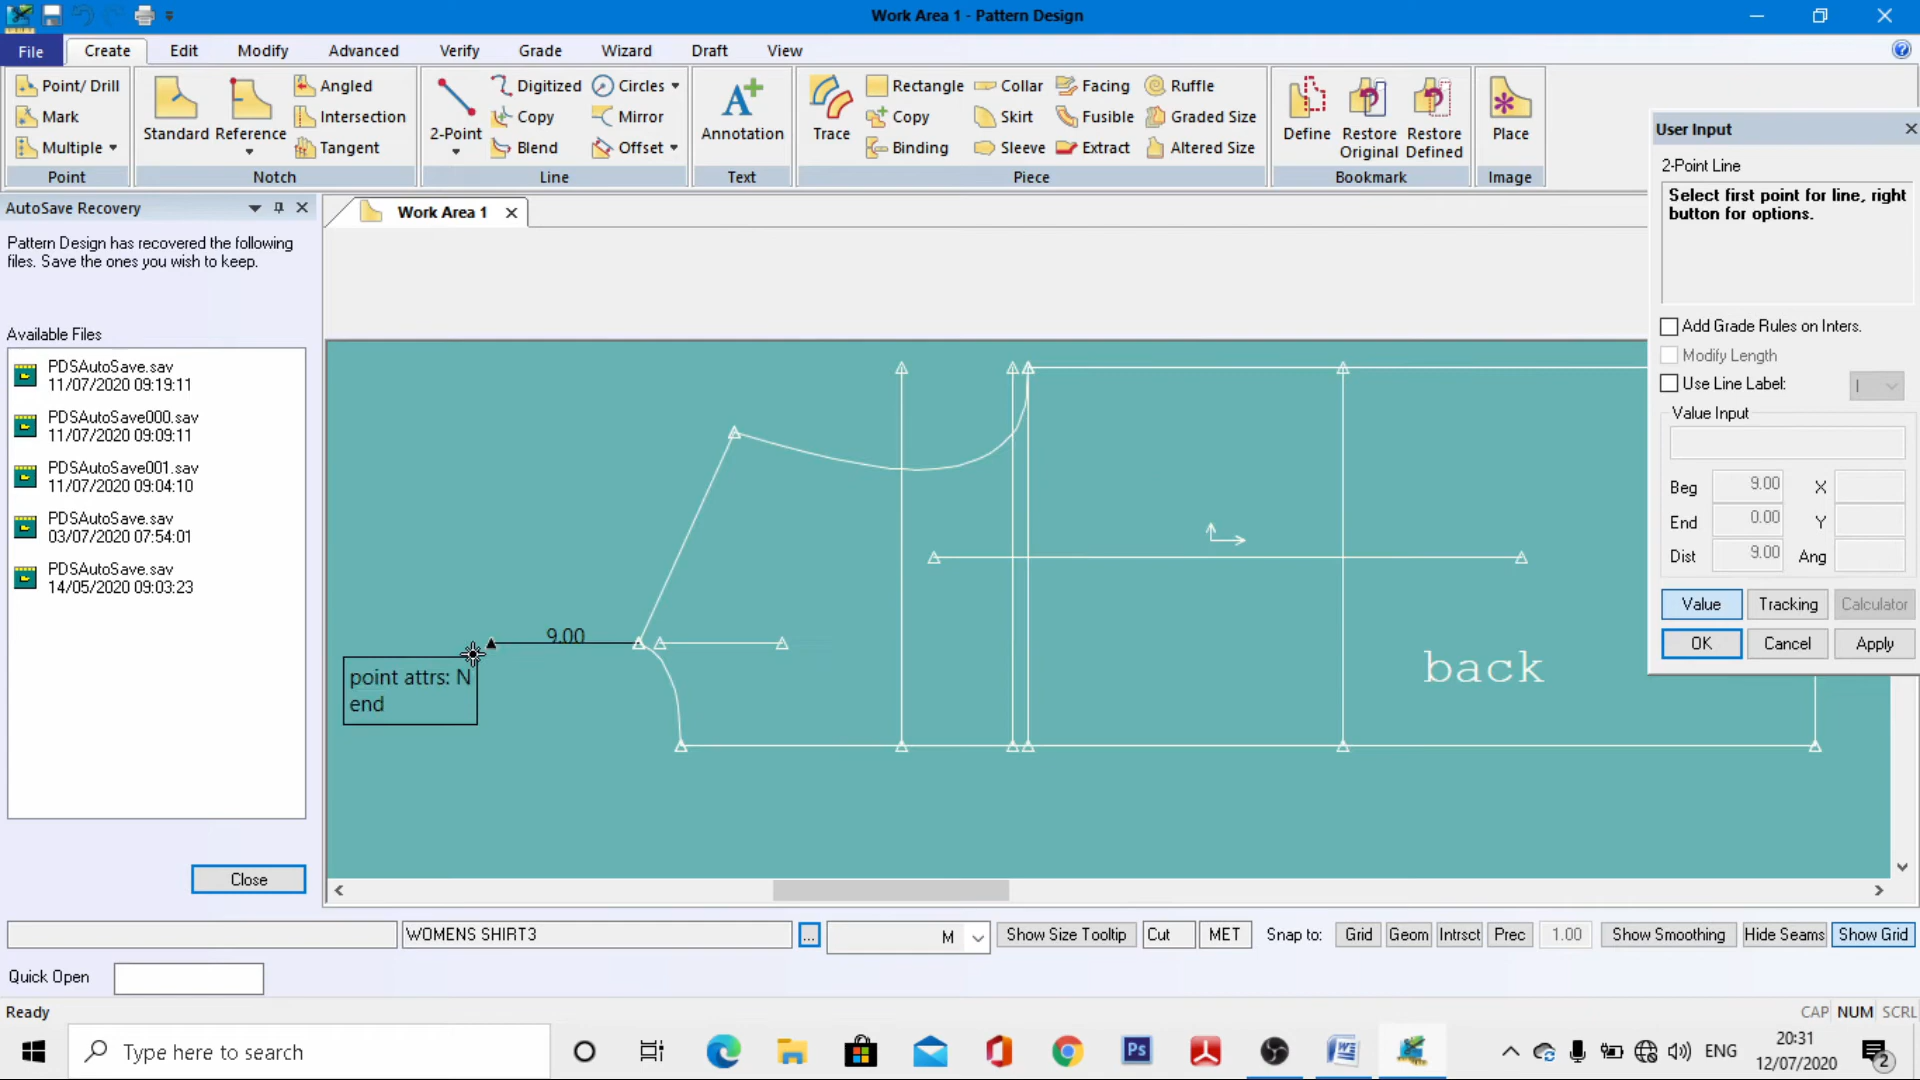 Work Area 1 - Pattern Design
File Create Edit Modify Advanced Verify Grade Wizard Draft View
Point/ Drill
Mark
Multiple
Point
Standard Reference
Angled
Intersection
Tangent
Notch
2-Point
Digitized
Copy
Blend
Circles
Mirror
Offset
Line
Annotation
Text
Trace
Rectangle
Copy
Binding
Collar
Skirt
Sleeve
Facing
Fusible
Extract
Ruffle
Graded Size
Altered Size
Piece
Define
Restore Original
Restore Defined
Bookmark
Place
Image
AutoSave Recovery
Pattern Design has recovered the following
files. Save the ones you wish to keep.
Available Files
PDSAutoSave.sav
11/07/2020 09:19:11
PDSAutoSave000.sav
11/07/2020 09:09:11
PDSAutoSave001.sav
11/07/2020 09:04:10
PDSAutoSave.sav
03/07/2020 07:54:01
PDSAutoSave.sav
14/05/2020 09:03:23
Close
Work Area 1
9.00
point attrs: N
end
back
User Input
2-Point Line
Select first point for line, right
button for options.
Add Grade Rules on Inters.
Modify Length
Use Line Label: I
Value Input
Beg 9.00 X
End 0.00 Y
Dist 9.00 Ang
Value Tracking Calculator
OK Cancel Apply
WOMENS SHIRT3 ... M Show Size Tooltip Cut MET Snap to: Grid Geom Intrsct Prec 1.00 Show Smoothing Hide Seams Show Grid
Quick Open
Ready
CAP NUM SCRL
Type here to search
Ps
ENG
20:31
12/07/2020
2